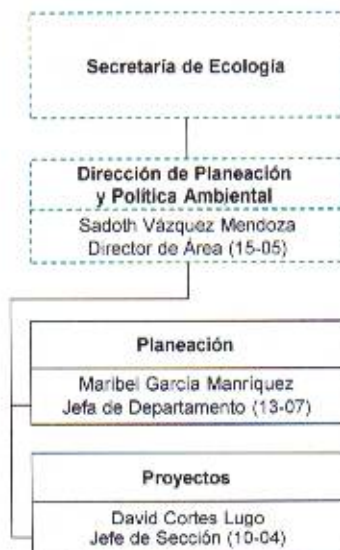 Secretaría de Ecología
Dirección de Planeación
y Política Ambiental
Sadoth Vázquez Mendoza
Director de Área (15-05)
Planeación
Maribel García Manriquez
Jefa de Departamento (13-07)
Proyectos
David Cortes Lugo
Jefe de Sección (10-04)